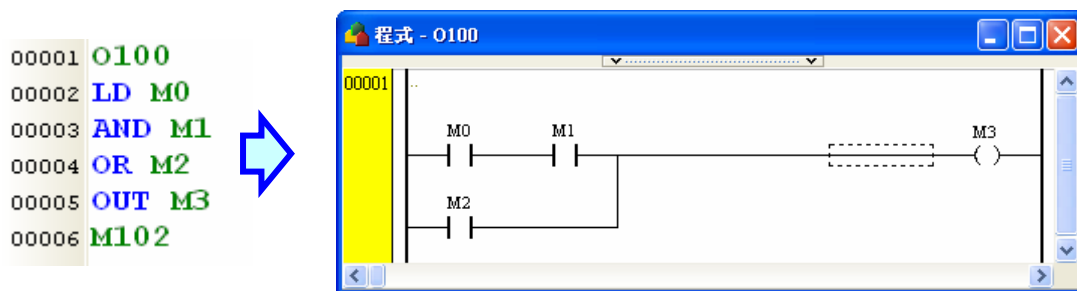 00001 O100
00002 LD M0
00003 AND M1
00004 OR M2
00005 OUT M3
00006 M102
程式 - O100
00001
M0 M1 M3
M2